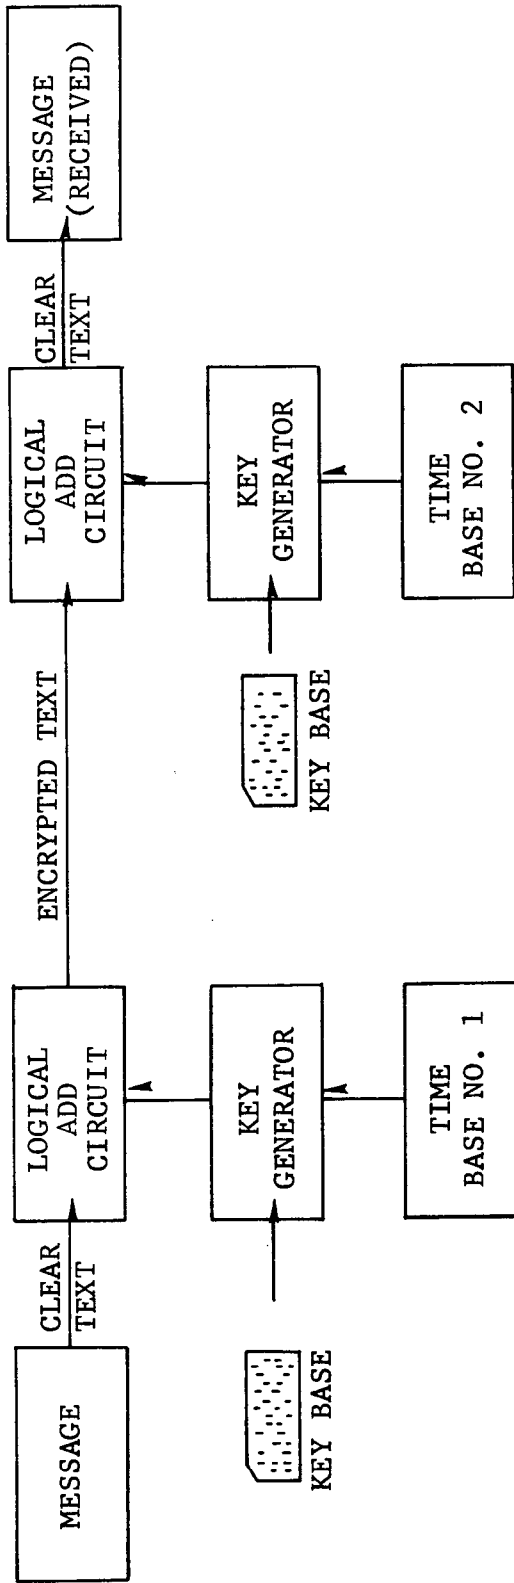 MESSAGE
CLEAR
TEXT
LOGICAL
ADD
CIRCUIT
ENCRYPTED TEXT
LOGICAL
ADD
CIRCUIT
CLEAR
TEXT
MESSAGE
(RECEIVED)
KEY BASE
KEY
GENERATOR
KEY BASE
KEY
GENERATOR
TIME
BASE NO. 1
TIME
BASE NO. 2